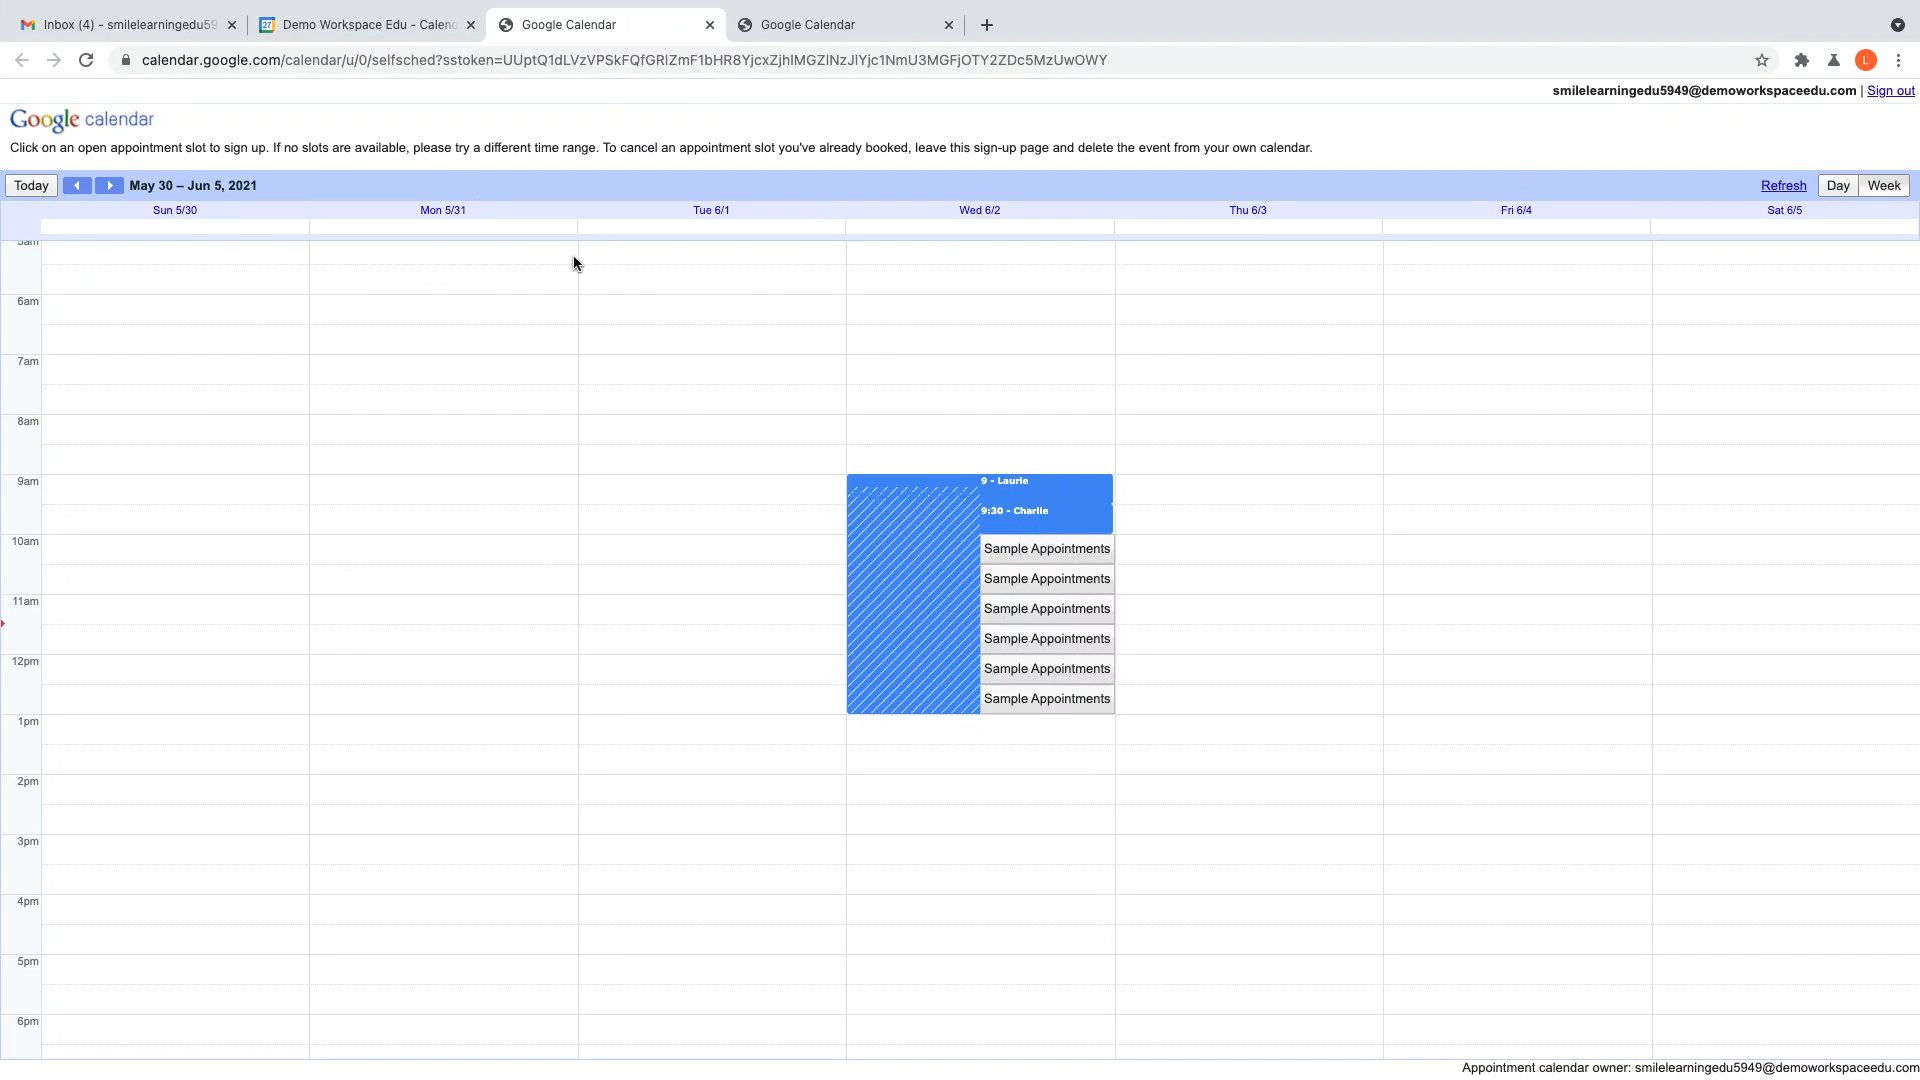 Inbox (4) - smilelearningedu59
Demo Workspace Edu - Calend
Google Calendar
Google Calendar
calendar.google.com/calendar/u/0/selfsched?sstoken=UUptQ1dLVzVPSkFQfGRlZmF1bHR8YjcxZjhlMGZlNzJlYjc1NmU3MGFjOTY2ZDc5MzUwOWY
L
smilelearningedu5949@demoworkspaceedu.com | Sign out
Google calendar
Click on an open appointment slot to sign up. If no slots are available, please try a different time range. To cancel an appointment slot you've already booked, leave this sign-up page and delete the event from your own calendar.
Today May 30 – Jun 5, 2021 Refresh Day Week
Sun 5/30 Mon 5/31 Tue 6/1 Wed 6/2 Thu 6/3 Fri 6/4 Sat 6/5
5am
6am
7am
8am
9am 9 - Laurie
9:30 - Charlie
10am Sample Appointments
Sample Appointments
11am Sample Appointments
Sample Appointments
12pm Sample Appointments
Sample Appointments
1pm
2pm
3pm
4pm
5pm
6pm
Appointment calendar owner: smilelearningedu5949@demoworkspaceedu.com